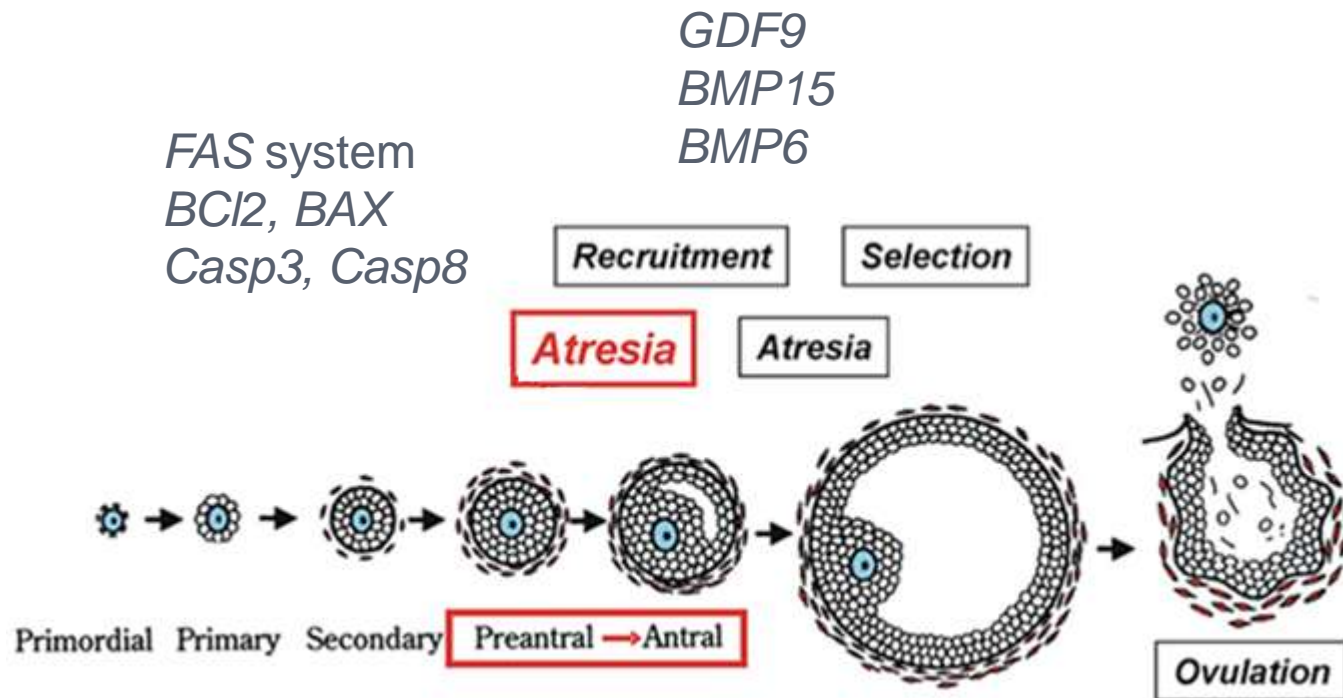 GDF9
BMP15
BMP6
FAS system
BCl2, BAX
Casp3, Casp8
Recruitment
Selection
Atresia
Atresia
Primordial
Primary
Secondary
Preantral → Antral
Ovulation